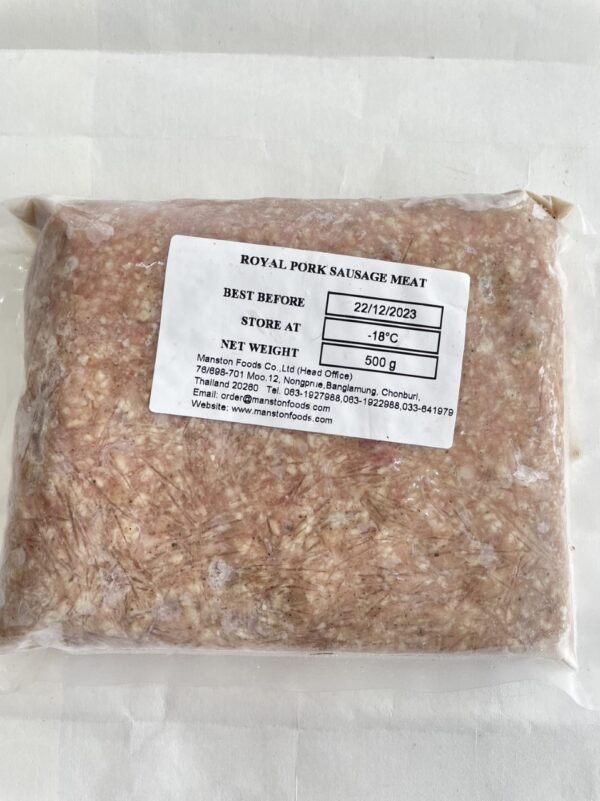 ROYAL PORK SAUSAGE MEAT
BEST BEFORE 22/12/2023
STORE AT -18°C
NET WEIGHT 500 g
Manston Foods Co.,Ltd (Head Office)
76/698-701 Moo.12, Nongprue,Banglamung, Chonburi,
Thailand 20260 Tel. 063-1927988,063-1922988,033-641979
Email: order@manstonfoods.com
Website: www.manstonfoods.com